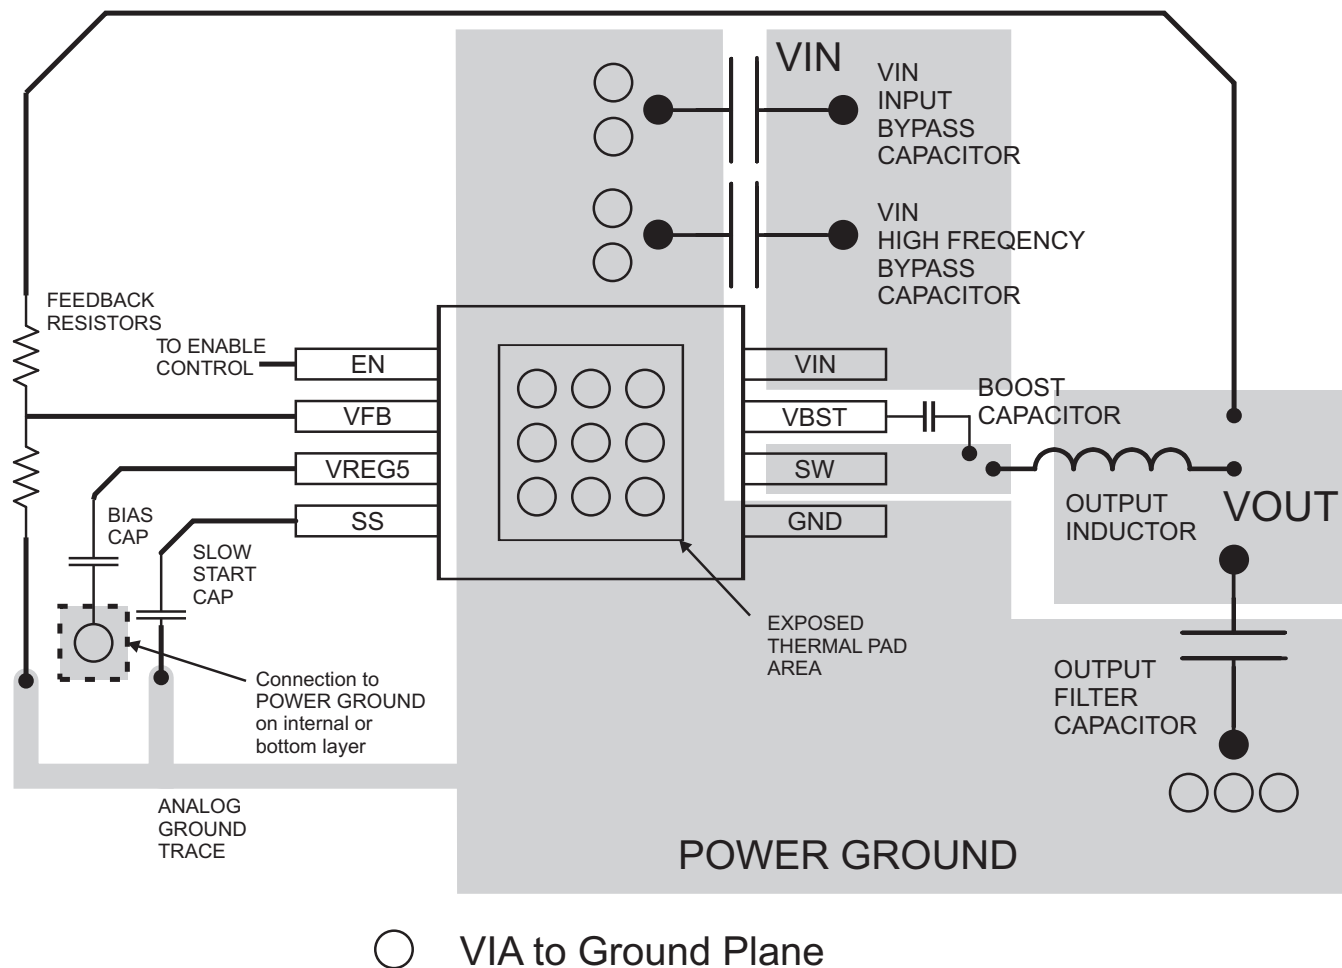 VIN
VIN
INPUT
BYPASS
CAPACITOR
VIN
HIGH FREQENCY
BYPASS
CAPACITOR
FEEDBACK
RESISTORS
TO ENABLE
CONTROL
EN
VFB
VREG5
SS
VIN
VBST
SW
GND
BOOST
CAPACITOR
OUTPUT
INDUCTOR
VOUT
BIAS
CAP
SLOW
START
CAP
EXPOSED
THERMAL PAD
AREA
Connection to
POWER GROUND
on internal or
bottom layer
OUTPUT
FILTER
CAPACITOR
ANALOG
GROUND
TRACE
POWER GROUND
VIA to Ground Plane